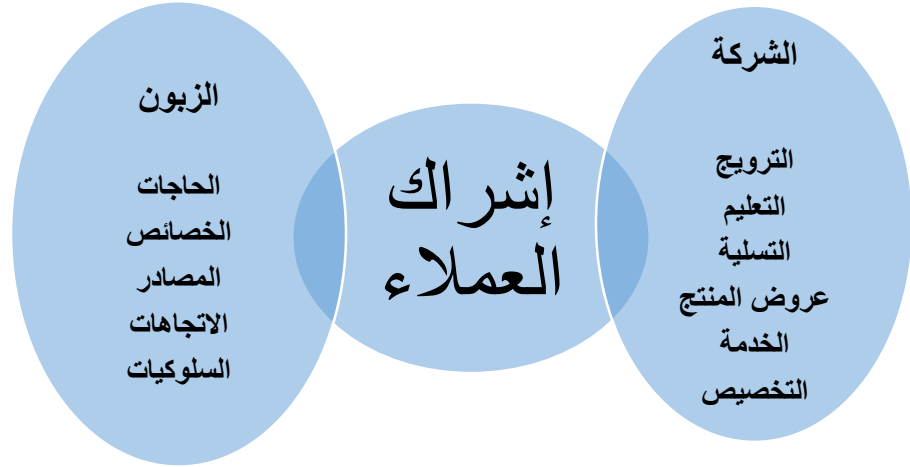 الشركة
الترويج
التعليم
التسلية
عروض المنتج
الخدمة
التخصيص
إشراك
العملاء
الزبون
الحاجات
الخصائص
المصادر
الاتجاهات
السلوكيات